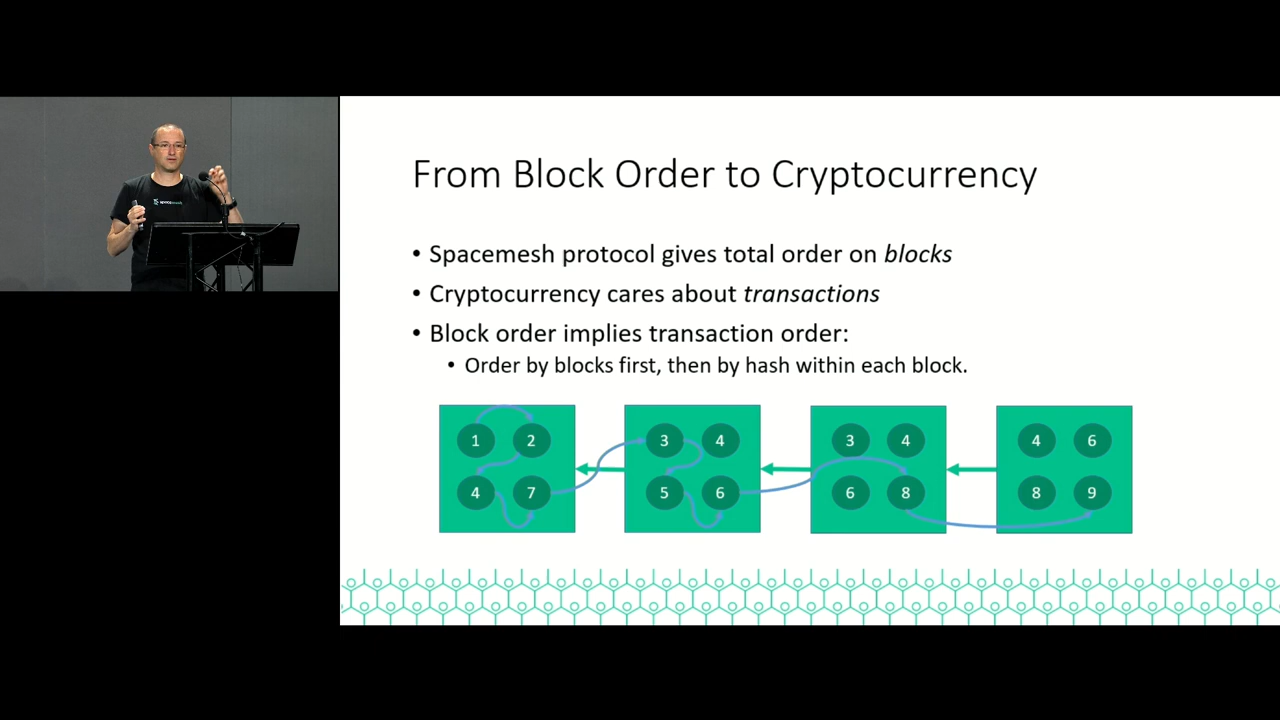 From Block Order to Cryptocurrency
• Spacemesh protocol gives total order on blocks
• Cryptocurrency cares about transactions
• Block order implies transaction order:
• Order by blocks first, then by hash within each block.
1 2 3 4 3 4 4 6
4 7 5 6 6 8 8 9
spacemesh